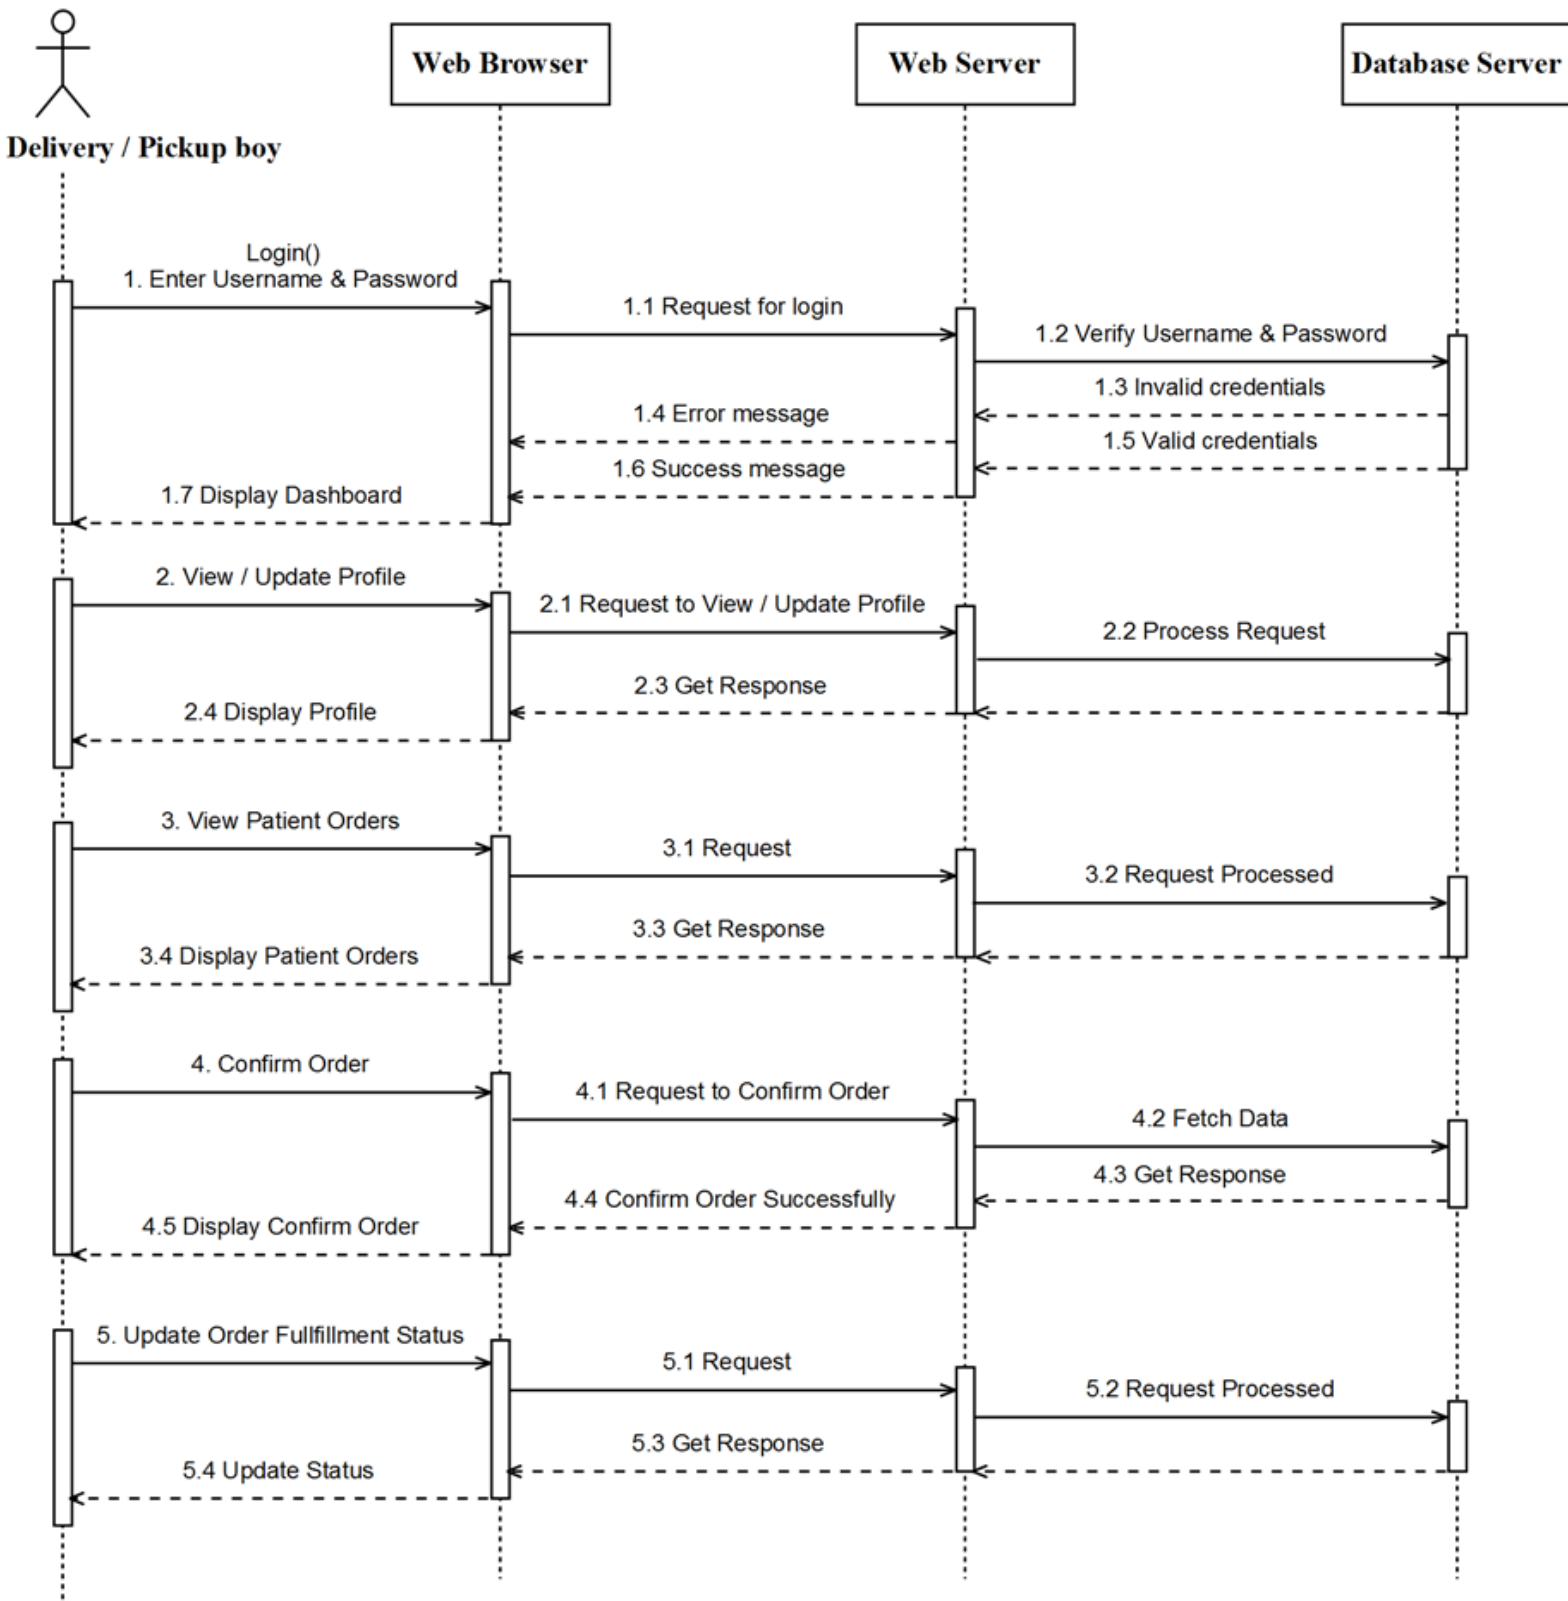 Web Browser
Web Server
Database Server
Delivery / Pickup boy
Login()
1. Enter Username & Password
1.1 Request for login
1.2 Verify Username & Password
1.3 Invalid credentials
1.4 Error message
1.5 Valid credentials
1.6 Success message
1.7 Display Dashboard
2. View / Update Profile
2.1 Request to View / Update Profile
2.2 Process Request
2.3 Get Response
2.4 Display Profile
3. View Patient Orders
3.1 Request
3.2 Request Processed
3.3 Get Response
3.4 Display Patient Orders
4. Confirm Order
4.1 Request to Confirm Order
4.2 Fetch Data
4.3 Get Response
4.4 Confirm Order Successfully
4.5 Display Confirm Order
5. Update Order Fullfillment Status
5.1 Request
5.2 Request Processed
5.3 Get Response
5.4 Update Status